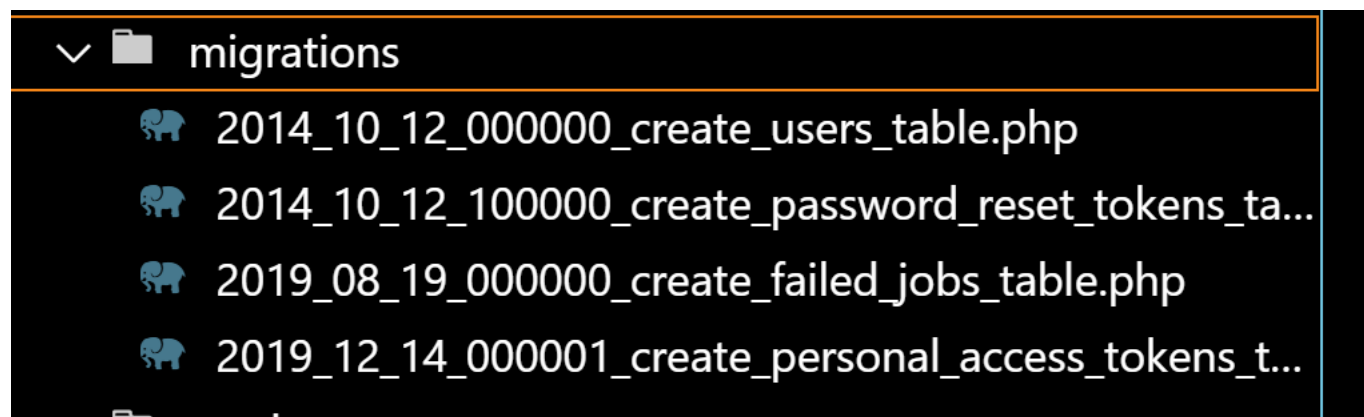 migrations
2014_10_12_000000_create_users_table.php
2014_10_12_100000_create_password_reset_tokens_ta...
2019_08_19_000000_create_failed_jobs_table.php
2019_12_14_000001_create_personal_access_tokens_t...